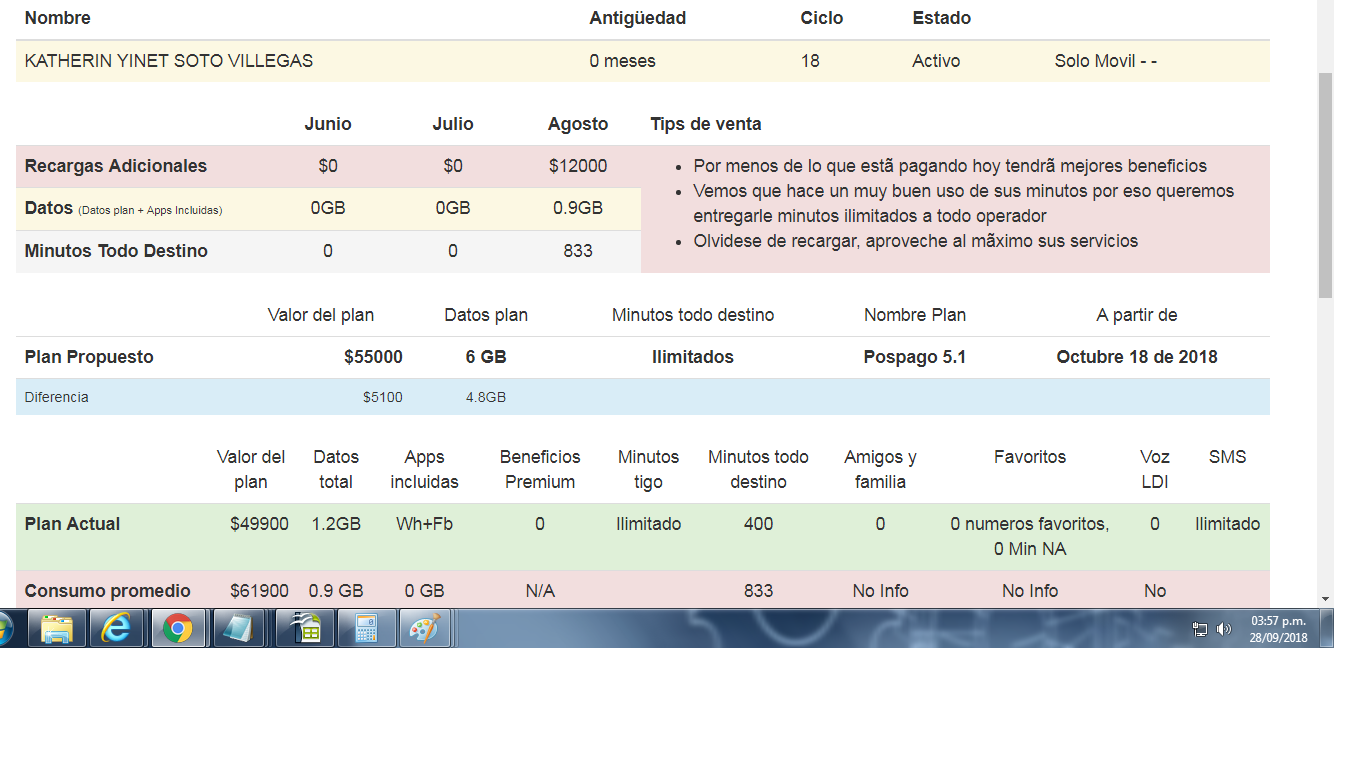 Nombre Antigüedad Ciclo Estado
KATHERIN YINET SOTO VILLEGAS 0 meses 18 Activo Solo Movil - -
Junio Julio Agosto Tips de venta
Recargas Adicionales $0 $0 $12000
Datos (Datos plan + Apps Incluidas) 0GB 0GB 0.9GB
Minutos Todo Destino 0 0 833
• Por menos de lo que estã pagando hoy tendrã mejores beneficios
• Vemos que hace un muy buen uso de sus minutos por eso queremos
entregarle minutos ilimitados a todo operador
• Olvidese de recargar, aproveche al mãximo sus servicios
Valor del plan Datos plan Minutos todo destino Nombre Plan A partir de
Plan Propuesto $55000 6 GB Ilimitados Pospago 5.1 Octubre 18 de 2018
Diferencia $5100 4.8GB
Valor del Datos Apps Beneficios Minutos Minutos todo Amigos y Favoritos Voz SMS
plan total incluidas Premium tigo destino familia LDI
Plan Actual $49900 1.2GB Wh+Fb 0 Ilimitado 400 0 0 numeros favoritos, 0 Ilimitado
0 Min NA
Consumo promedio $61900 0.9 GB 0 GB N/A 833 No Info No Info No
03:57 p.m.
28/09/2018